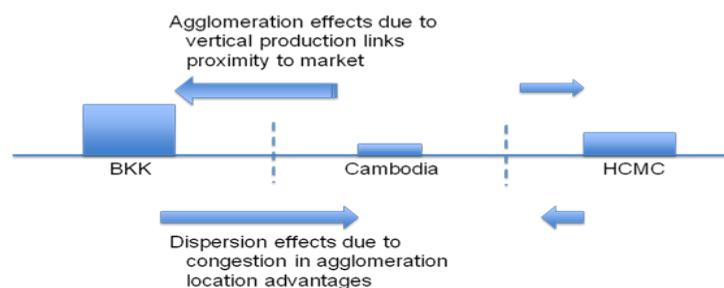 Agglomeration effects due to
vertical production links
proximity to market
BKK
Cambodia
HCMC
Dispersion effects due to
congestion in agglomeration
location advantages